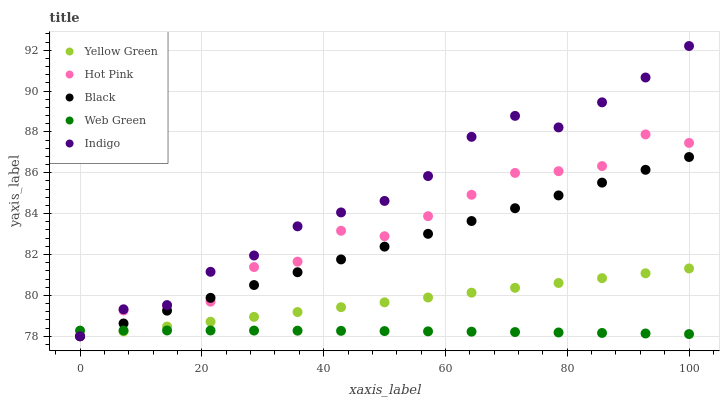 title
Yellow Green
Hot Pink
Black
Web Green
Indigo
yaxis_label
92
90
88
86
84
82
80
78
0
20
40
60
80
100
xaxis_label